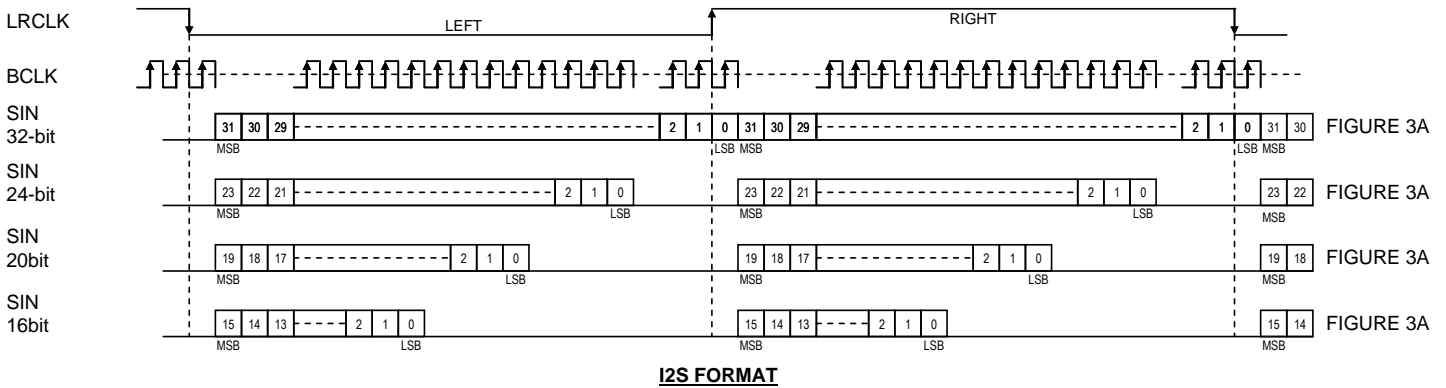 LRCLK
LEFT
RIGHT
BCLK
SIN
32-bit
31 30 29 2 1 0 31 30 29 2 1 0 31 30
MSB LSB MSB LSB MSB
FIGURE 3A
SIN
24-bit
23 22 21 2 1 0 23 22 21 2 1 0 23 22
MSB LSB MSB LSB MSB
FIGURE 3A
SIN
20bit
19 18 17 2 1 0 19 18 17 2 1 0 19 18
MSB LSB MSB LSB MSB
FIGURE 3A
SIN
16bit
15 14 13 2 1 0 15 14 13 2 1 0 15 14
MSB LSB MSB LSB MSB
FIGURE 3A
I2S FORMAT